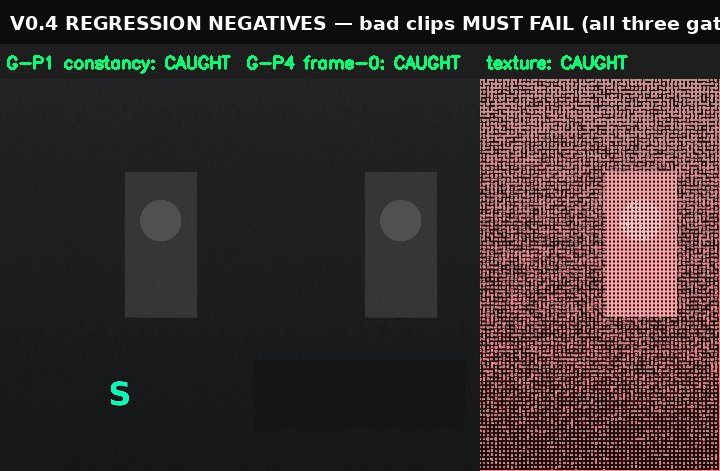 V0.4 REGRESSION NEGATIVES — bad clips MUST FAIL (all three gat
G-P1 constancy: CAUGHT G-P4 frame-0: CAUGHT texture: CAUGHT
S